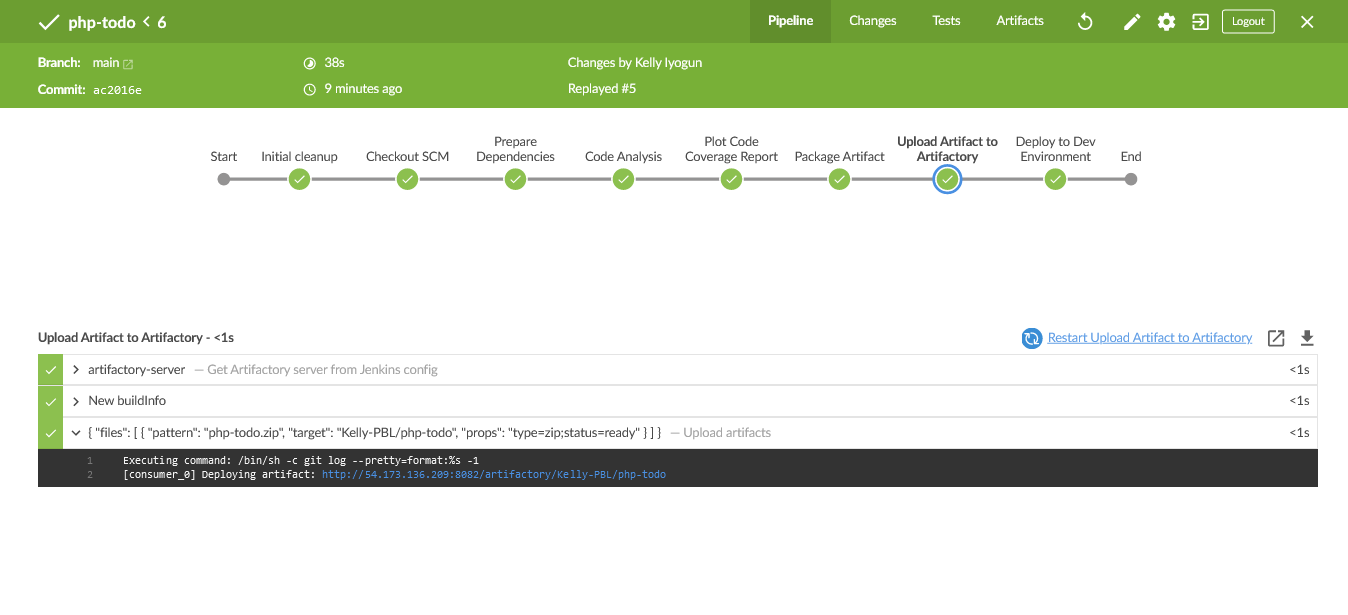 php-todo < 6
Pipeline
Changes
Tests
Artifacts
Logout
Branch: main
38s
Changes by Kelly Iyogun
Commit: ac2016e
9 minutes ago
Replayed #5
Start
Initial cleanup
Checkout SCM
Prepare
Dependencies
Code Analysis
Plot Code
Coverage Report
Package Artifact
Upload Artifact to
Artifactory
Deploy to Dev
Environment
End
Upload Artifact to Artifactory - <1s
Restart Upload Artifact to Artifactory
artifactory-server — Get Artifactory server from Jenkins config <1s
New buildInfo <1s
{ "files": [ { "pattern": "php-todo.zip", "target": "Kelly-PBL/php-todo", "props": "type=zip;status=ready" } ] } — Upload artifacts <1s
1 Executing command: /bin/sh -c git log --pretty=format:%s -1
2 [consumer_0] Deploying artifact: http://54.173.136.209:8082/artifactory/Kelly-PBL/php-todo